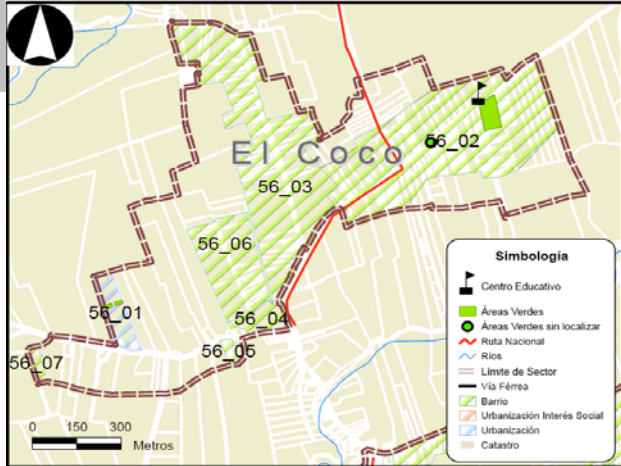 El Coco
56_02
56_03
56_06
56_01
56_04
56_05
56_07
0 150 300
Metros
Simbología
Centro Educativo
Áreas Verdes
Áreas Verdes sin localizar
Ruta Nacional
Ríos
Límite de Sector
Vía Férrea
Barrio
Urbanización Interés Social
Urbanización
Catastro